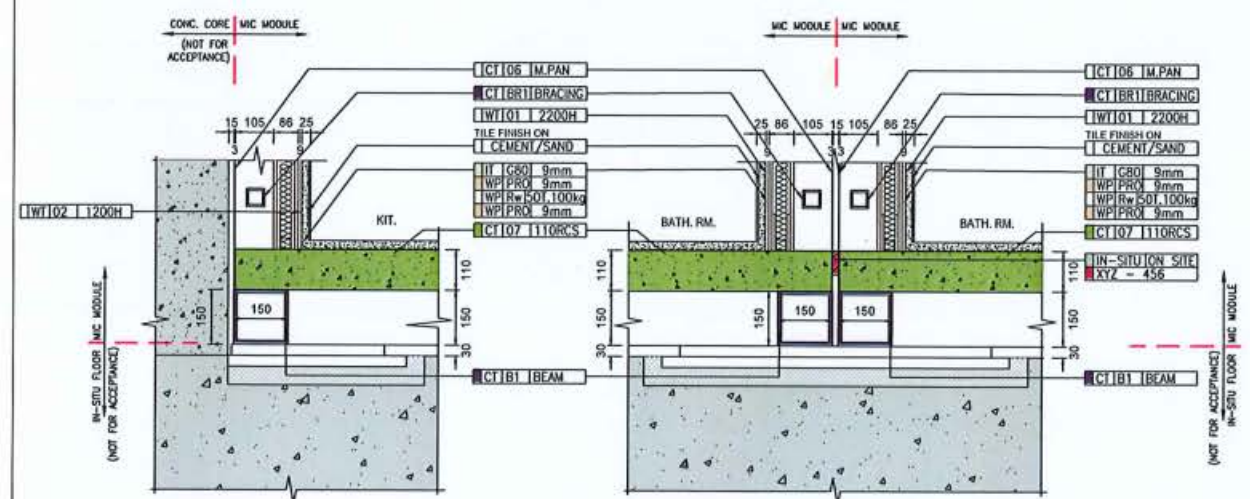 CONC. CORE MIC MODULE
(NOT FOR
ACCEPTANCE)
MIC MODULE MIC MODULE
CT 06 M.PAN
CT BR1 BRACING
WT 01 2200H
TILE FINISH ON
CEMENT/SAND
IT G80 9mm
WP PRO 9mm
WP Rw 50T,100kg
WP PRO 9mm
CT 07 110RCS
CT B1 BEAM
CT 06 M.PAN
CT BR1 BRACING
WT 01 2200H
TILE FINISH ON
CEMENT/SAND
IT G80 9mm
WP PRO 9mm
WP Rw 50T,100kg
WP PRO 9mm
CT 07 110RCS
IN-SITU ON SITE
XYZ - 456
CT B1 BEAM
15 105 86 25
3 9
25 86 105 15 105 86 25
9 3 3 9
WT 02 1200H
KIT.
BATH. RM.
BATH. RM.
110
150
30
150
150
110
150
30
150
150
150
110
150
30
IN-SITU FLOOR MIC MODULE
(NOT FOR ACCEPTANCE)
IN-SITU FLOOR MIC MODULE
(NOT FOR ACCEPTANCE)